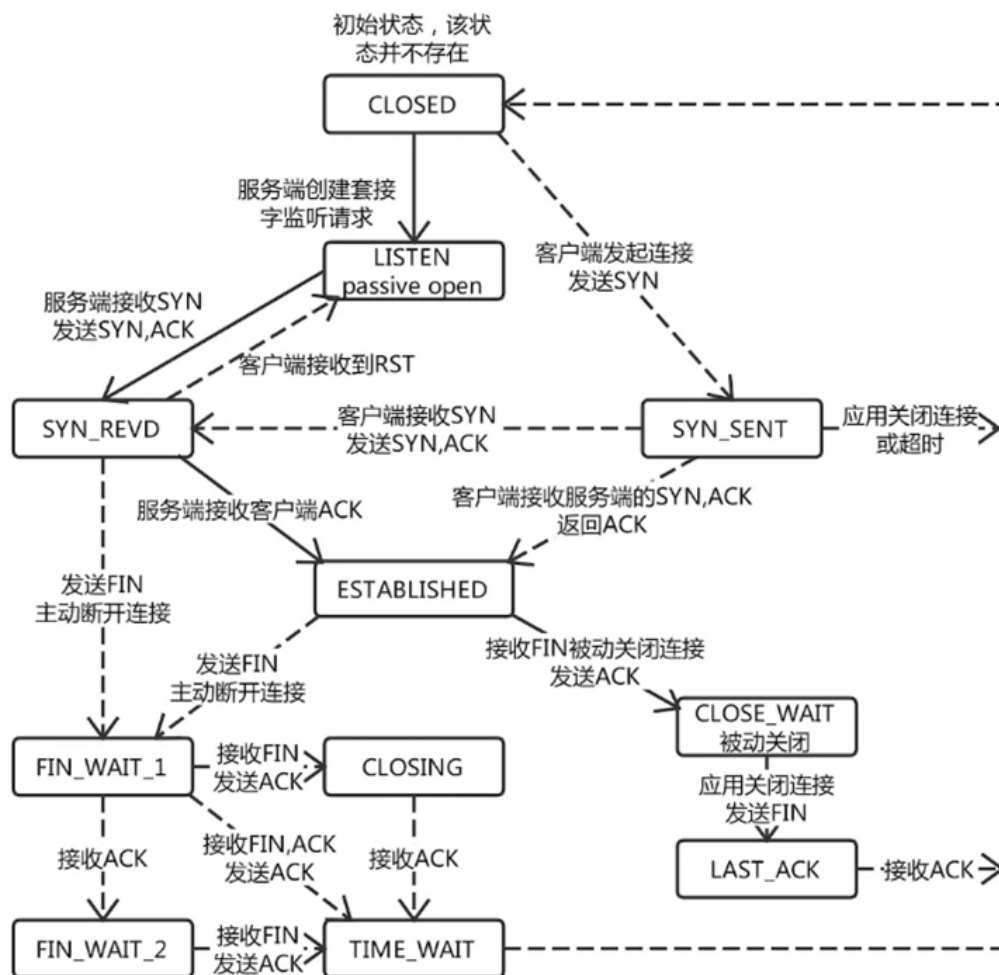 初始状态，该状
态并不存在
CLOSED
服务端创建套接
字监听请求
LISTEN
passive open
客户端发起连接
发送SYN
服务端接收SYN
发送SYN,ACK
客户端接收到RST
SYN_REVD
客户端接收SYN
发送SYN,ACK
SYN_SENT
应用关闭连接
或超时
服务端接收客户端ACK
客户端接收服务端的SYN,ACK
返回ACK
ESTABLISHED
发送FIN
主动断开连接
发送FIN
主动断开连接
接收FIN被动关闭连接
发送ACK
CLOSE_WAIT
被动关闭
FIN_WAIT_1
接收FIN
发送ACK
CLOSING
应用关闭连接
发送FIN
接收ACK
接收FIN,ACK
发送ACK
接收ACK
LAST_ACK
接收ACK
FIN_WAIT_2
接收FIN
发送ACK
TIME_WAIT